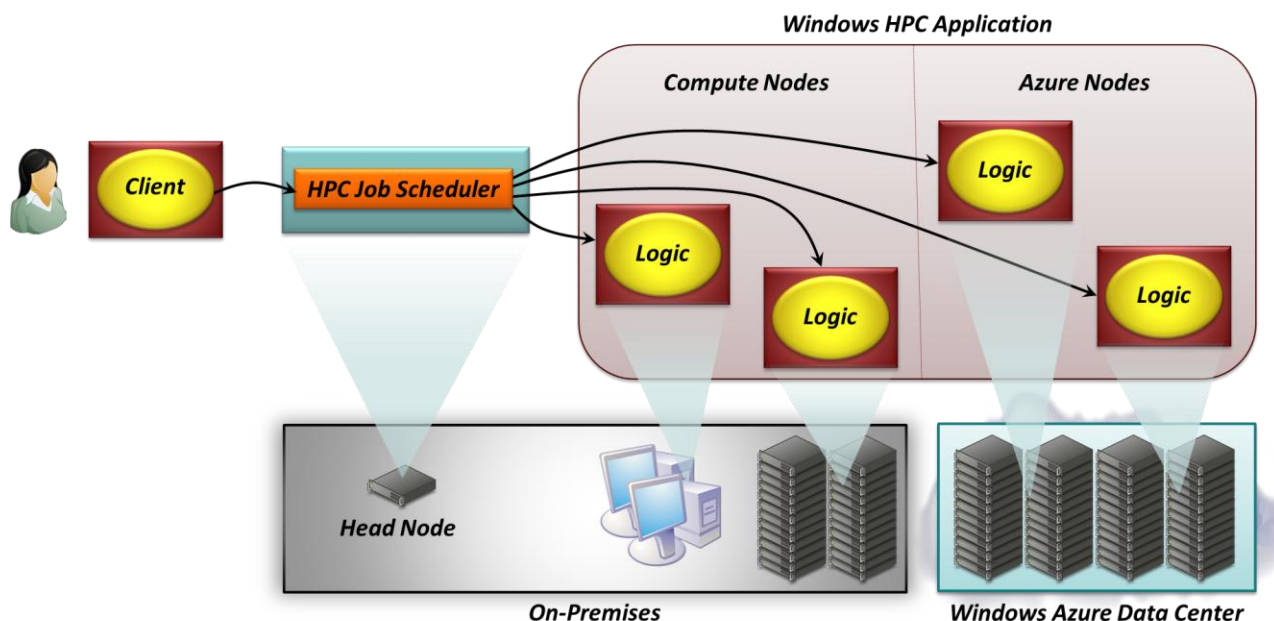 Windows HPC Application
Compute Nodes
Azure Nodes
Client
HPC Job Scheduler
Logic
Logic
Logic
Logic
Head Node
On-Premises
Windows Azure Data Center